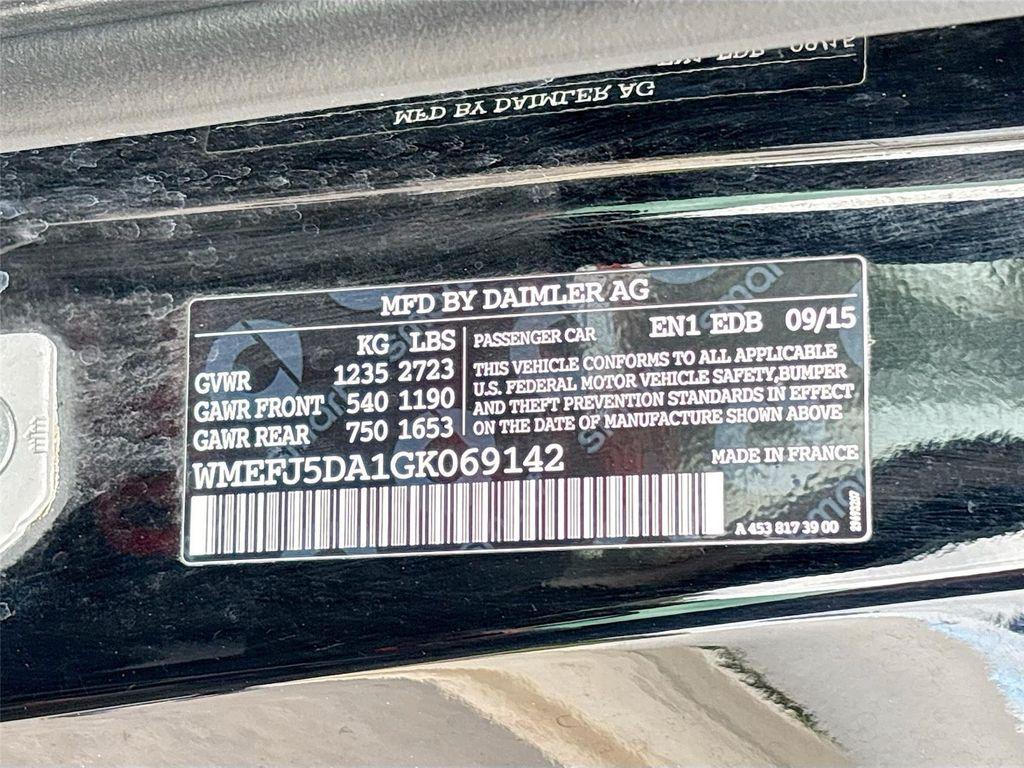 MFD BY DAIMLER AG
MFD BY DAIMLER AG
KG LBS
GVWR 1235 2723
GAWR FRONT 540 1190
GAWR REAR 750 1653
PASSENGER CAR EN1 EDB 09/15
THIS VEHICLE CONFORMS TO ALL APPLICABLE
U.S. FEDERAL MOTOR VEHICLE SAFETY,BUMPER
AND THEFT PREVENTION STANDARDS IN EFFECT
ON THE DATE OF MANUFACTURE SHOWN ABOVE
WMEFJ5DA1GK069142
MADE IN FRANCE
A 453 817 39 00